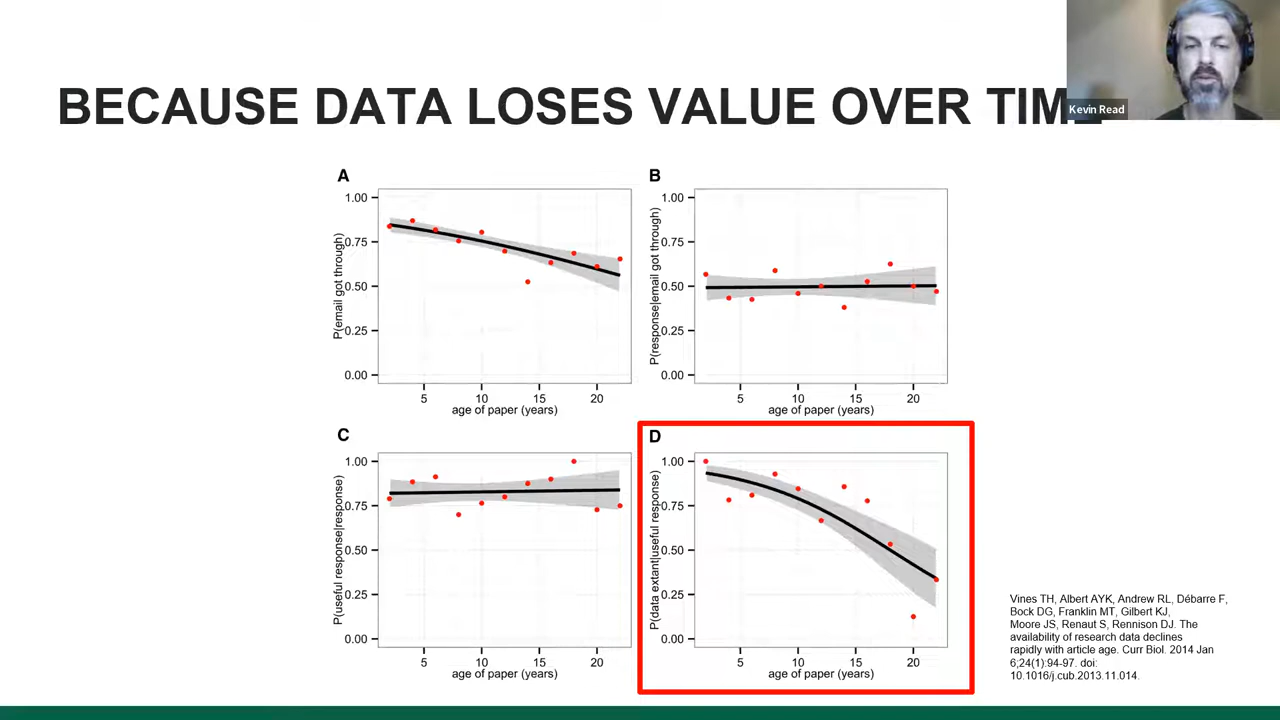 BECAUSE DATA LOSES VALUE OVER TIME
Kevin Read
A
1.00
0.75
0.50
0.25
0.00
P(email got through)
5 10 15 20
age of paper (years)
B
1.00
0.75
0.50
0.25
0.00
P(response|email got through)
5 10 15 20
age of paper (years)
C
1.00
0.75
0.50
0.25
0.00
P(useful response|response)
5 10 15 20
age of paper (years)
D
1.00
0.75
0.50
0.25
0.00
P(data extant|useful response)
5 10 15 20
age of paper (years)
Vines TH, Albert AYK, Andrew RL, Débarre F,
Bock DG, Franklin MT, Gilbert KJ,
Moore JS, Renaut S, Rennison DJ. The
availability of research data declines
rapidly with article age. Curr Biol. 2014 Jan
6;24(1):94-97. doi:
10.1016/j.cub.2013.11.014.